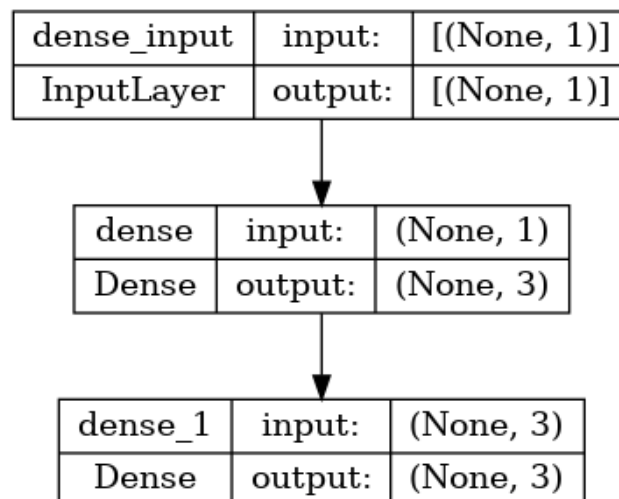 dense_input input: [(None, 1)]
InputLayer output: [(None, 1)]
dense input: (None, 1)
Dense output: (None, 3)
dense_1 input: (None, 3)
Dense output: (None, 3)